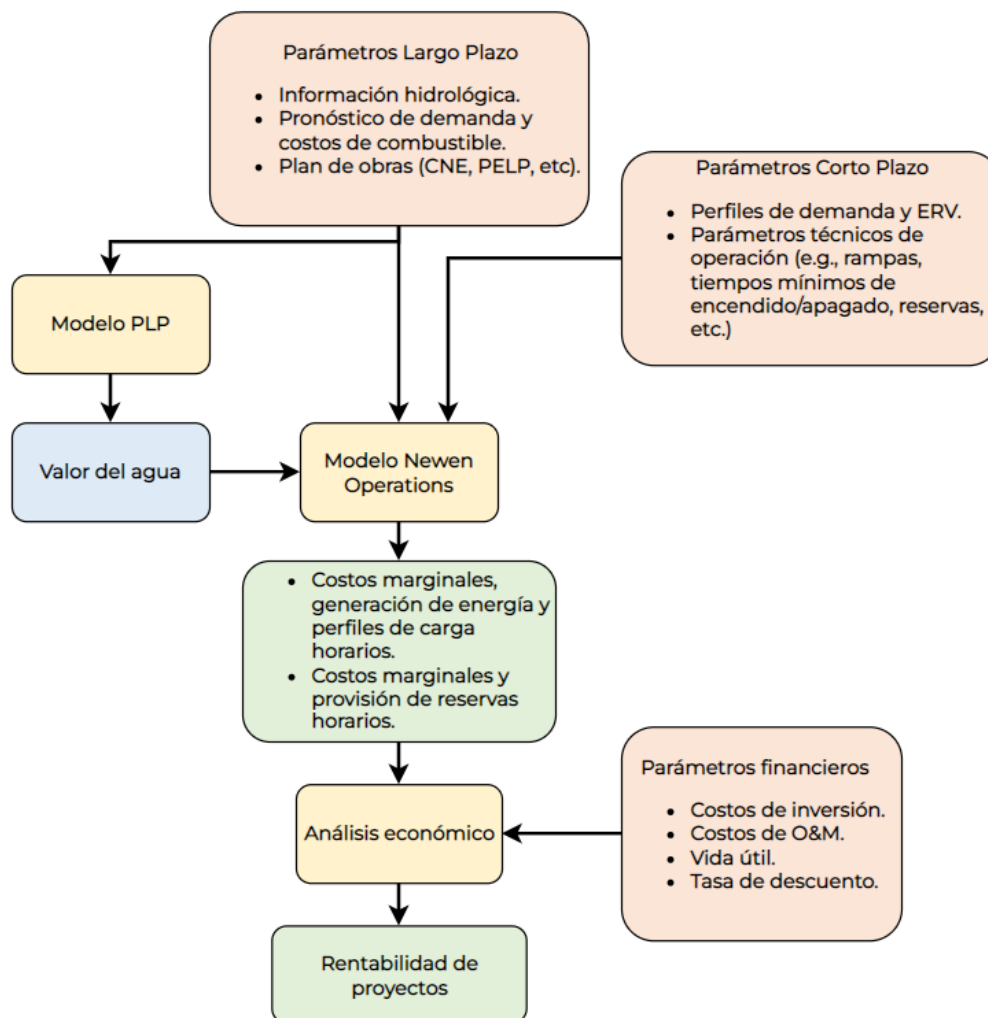 Parámetros Largo Plazo
• Información hidrológica.
• Pronóstico de demanda y
costos de combustible.
• Plan de obras (CNE, PELP, etc).
Parámetros Corto Plazo
• Perfiles de demanda y ERV.
• Parámetros técnicos de
operación (e.g., rampas,
tiempos mínimos de
encendido/apagado, reservas,
etc.)
Modelo PLP
Valor del agua
Modelo Newen
Operations
• Costos marginales,
generación de energía y
perfiles de carga
horarios.
• Costos marginales y
provisión de reservas
horarios.
Parámetros financieros
• Costos de inversión.
• Costos de O&M.
• Vida útil.
• Tasa de descuento.
Análisis económico
Rentabilidad de
proyectos